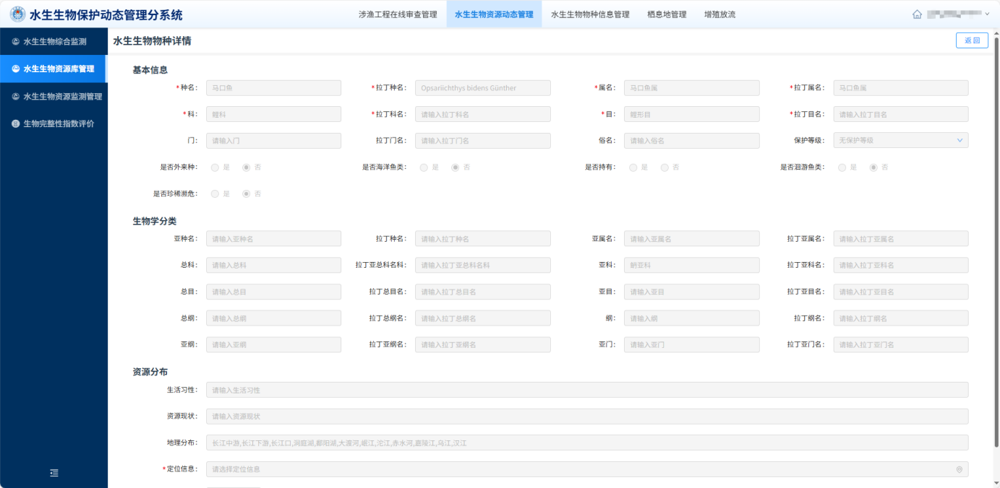 水生生物保护动态管理分系统
涉渔工程在线审查管理 水生生物资源动态管理 水生生物物种信息管理 栖息地管理 增殖放流
水生生物综合监测
水生生物资源库管理
水生生物资源监测管理
生物完整性指数评价
水生生物物种详情 返回
基本信息
*种名: 马口鱼 *拉丁种名: Opsariichthys bidens Günther *属名: 马口鱼属 *拉丁属名: 马口鱼属
*科: 鲤科 *拉丁科名: 请输入拉丁科名 *目: 鲤形目 *拉丁目名: 请输入拉丁目名
门: 请输入门 拉丁门名: 请输入拉丁门名 俗名: 请输入俗名 保护等级: 无保护等级
是否外来种: 是 否 是否海洋鱼类: 是 否 是否持有: 是 否 是否洄游鱼类: 是 否
是否珍稀濒危: 是 否
生物学分类
亚种名: 请输入亚种名 拉丁种名: 请输入拉丁种名 亚属名: 请输入亚属名 拉丁亚属名: 请输入拉丁亚属名
总科: 请输入总科 拉丁亚总科名科: 请输入拉丁亚总科名科 亚科: 鲌亚科 拉丁亚科名: 请输入拉丁亚科名
总目: 请输入总目 拉丁总目名: 请输入拉丁总目名 亚目: 请输入亚目 拉丁亚目名: 请输入拉丁亚目名
总纲: 请输入总纲 拉丁总纲名: 请输入拉丁总纲名 纲: 请输入纲 拉丁纲名: 请输入拉丁纲名
亚纲: 请输入亚纲 拉丁亚纲名: 请输入拉丁亚纲名 亚门: 请输入亚门 拉丁亚门名: 请输入拉丁亚门名
资源分布
生活习性: 请输入生活习性
资源现状: 请输入资源现状
地理分布: 长江中游,长江下游,长江口,洞庭湖,鄱阳湖,大渡河,岷江,沱江,赤水河,嘉陵江,乌江,汉江
*定位信息: 请选择定位信息